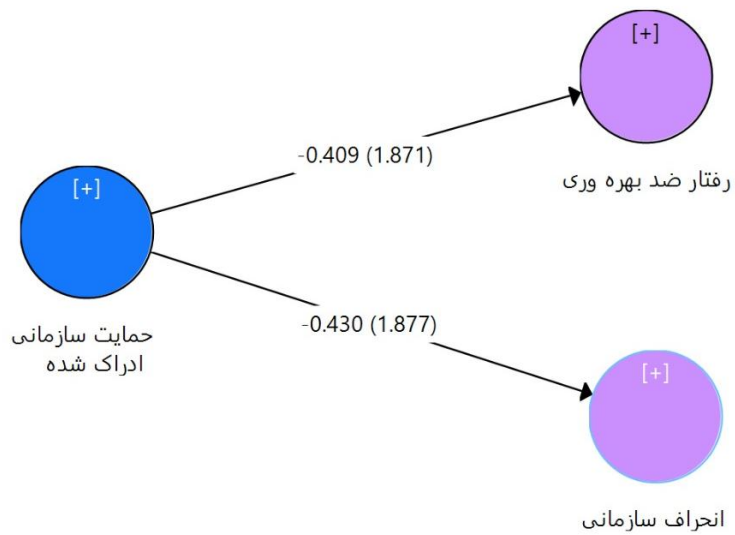 [+]
-0.409 (1.871)
رفتار ضد بهره وری
[+]
حمایت سازمانی
ادراک شده
-0.430 (1.877)
[+]
انحراف سازمانی